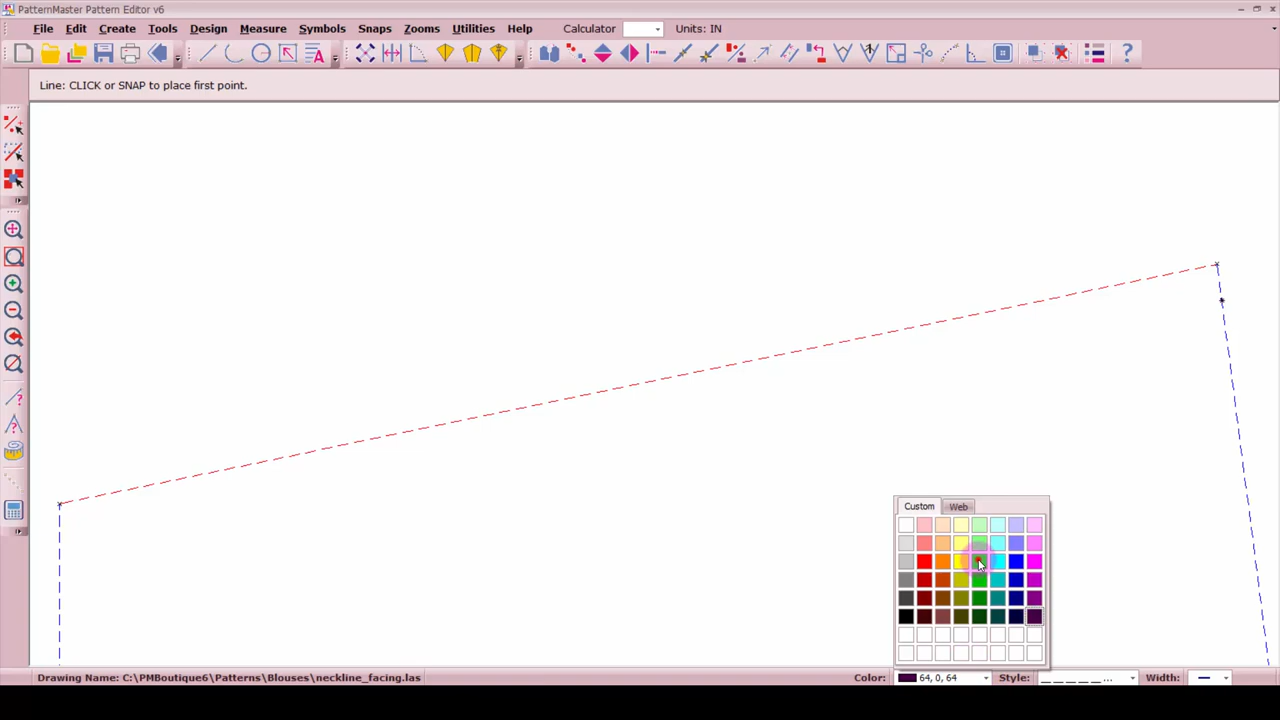 PatternMaster Pattern Editor v6
File Edit Create Tools Design Measure Symbols Snaps Zooms Utilities Help Calculator Units: IN
Line: CLICK or SNAP to place first point.
Custom Web
Drawing Name: C:\PMBoutique6\Patterns\Blouses\neckline_facing.las Color: 64, 0, 64 Style: Width: